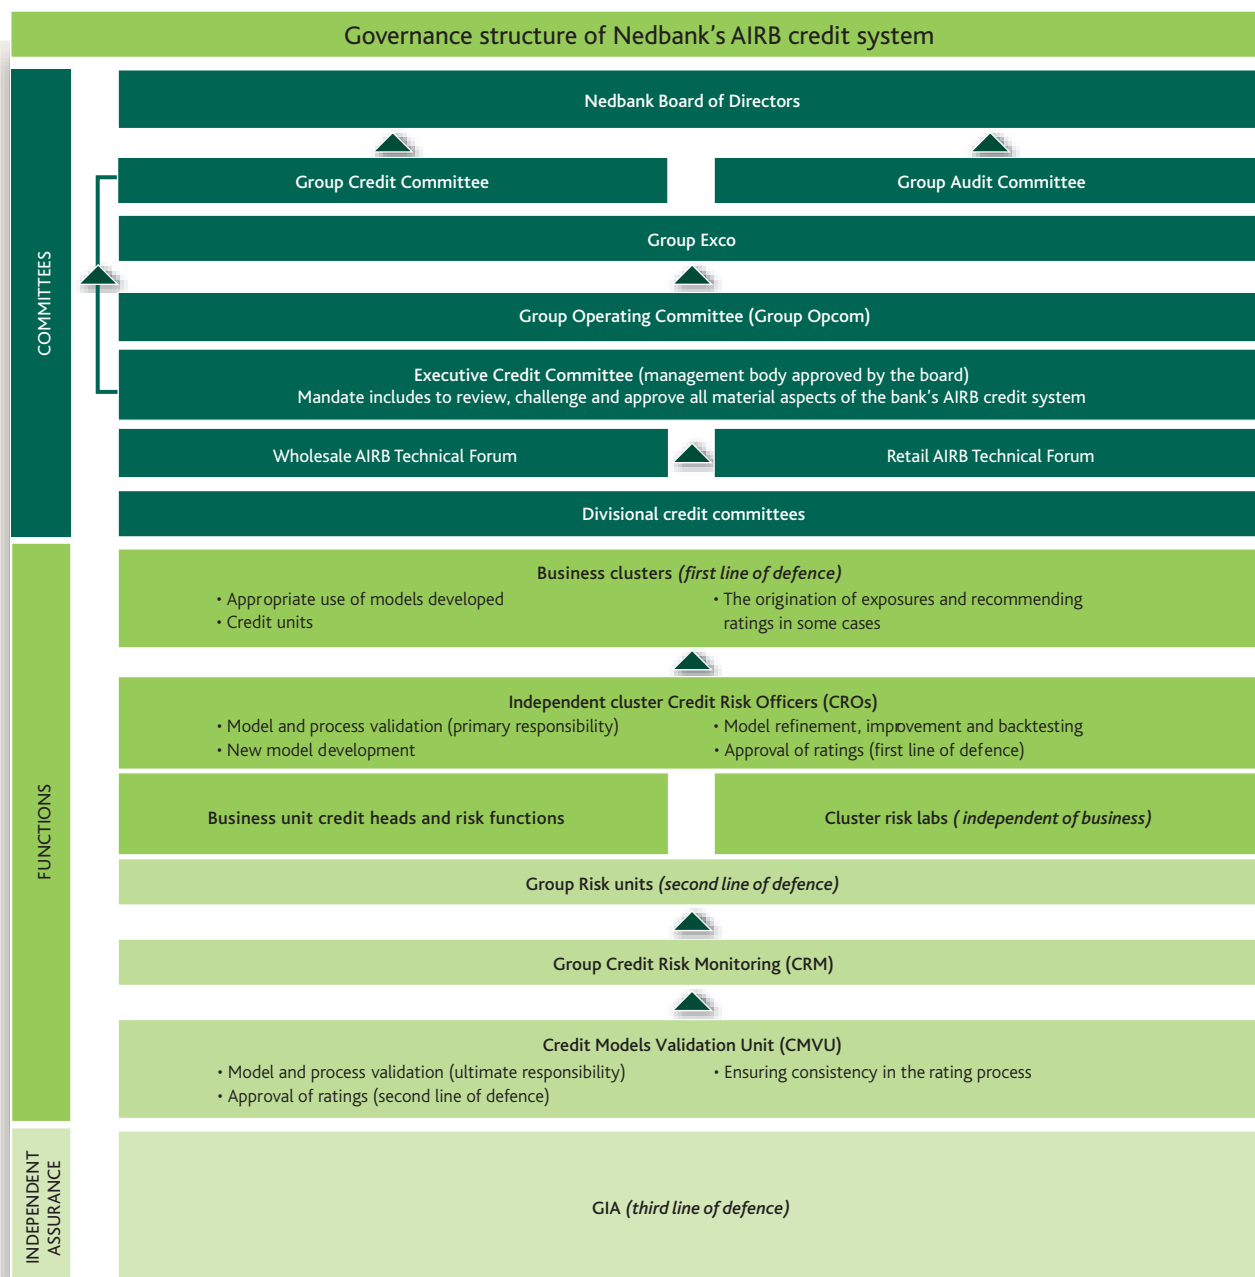 Governance structure of Nedbank's AIRB credit system
COMMITTEES
Nedbank Board of Directors
Group Credit Committee
Group Audit Committee
Group Exco
Group Operating Committee (Group Opcom)
Executive Credit Committee (management body approved by the board)
Mandate includes to review, challenge and approve all material aspects of the bank's AIRB credit system
Wholesale AIRB Technical Forum
Retail AIRB Technical Forum
Divisional credit committees
FUNCTIONS
Business clusters (first line of defence)
• Appropriate use of models developed
• Credit units
• The origination of exposures and recommending
ratings in some cases
Independent cluster Credit Risk Officers (CROs)
• Model and process validation (primary responsibility)
• New model development
• Model refinement, improvement and backtesting
• Approval of ratings (first line of defence)
Business unit credit heads and risk functions
Cluster risk labs ( independent of business)
Group Risk units (second line of defence)
Group Credit Risk Monitoring (CRM)
Credit Models Validation Unit (CMVU)
• Model and process validation (ultimate responsibility)
• Approval of ratings (second line of defence)
• Ensuring consistency in the rating process
INDEPENDENT
ASSURANCE
GIA (third line of defence)